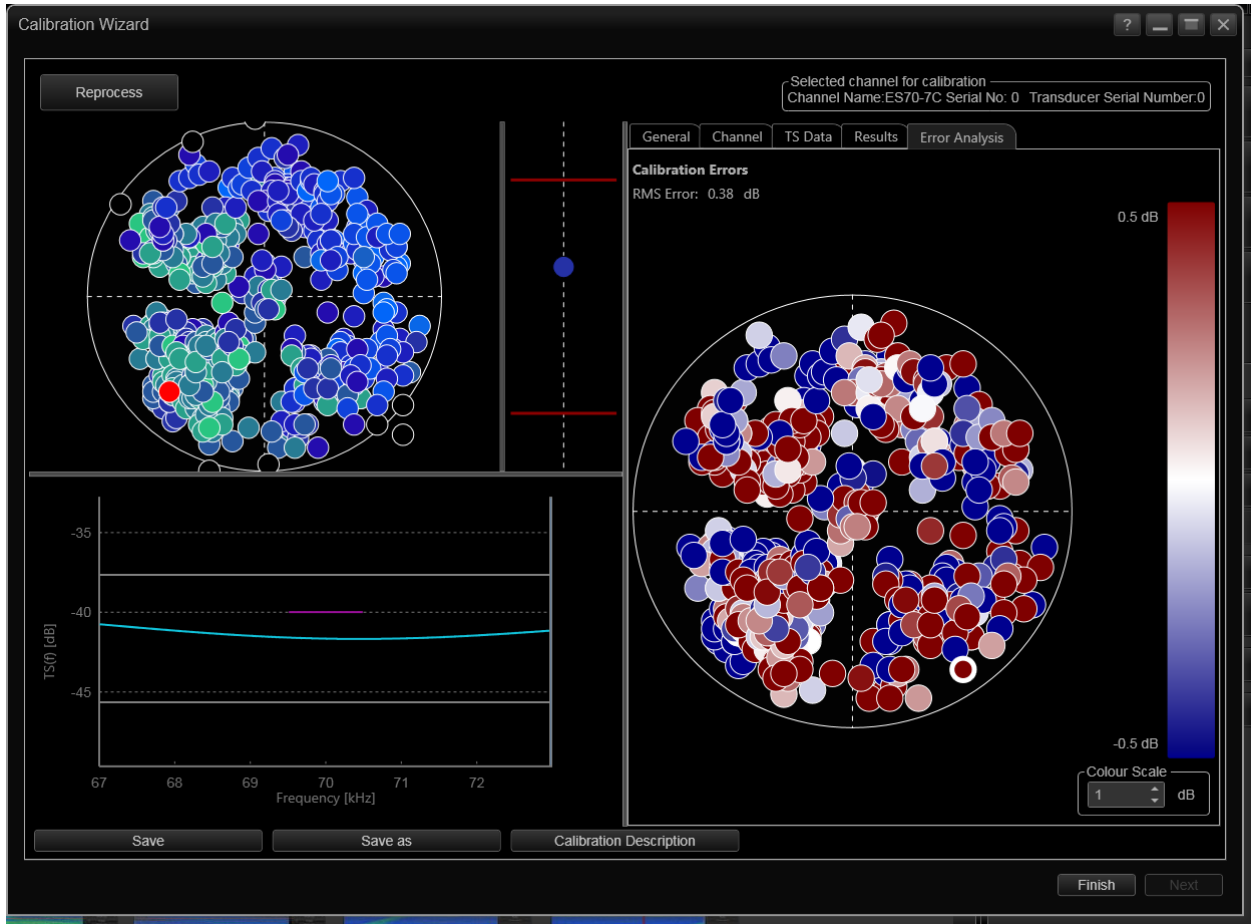 Calibration Wizard
?
Reprocess
Selected channel for calibration
Channel Name:ES70-7C Serial No: 0 Transducer Serial Number:0
General Channel TS Data Results Error Analysis
Calibration Errors
RMS Error: 0.38 dB
0.5 dB
-0.5 dB
Colour Scale
1 dB
-35
-40
-45
TS(f) [dB]
67 68 69 70 71 72
Frequency [kHz]
Save Save as Calibration Description
Finish Next